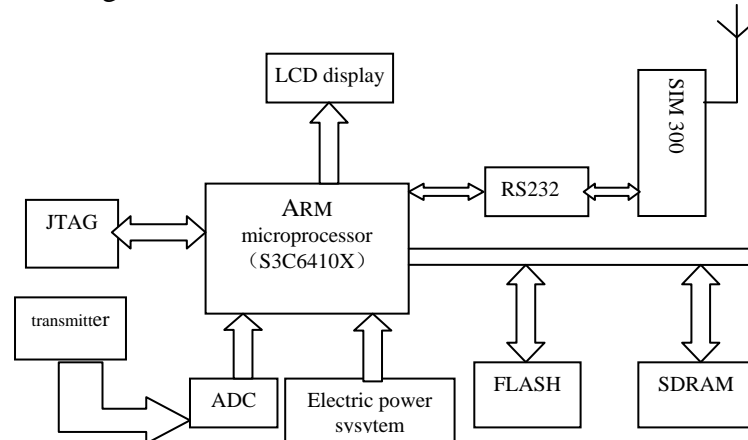 LCD display
SIM 300
ARM
microprocessor
（S3C6410X）
RS232
JTAG
transmitter
ADC
Electric power
sysytem
FLASH
SDRAM